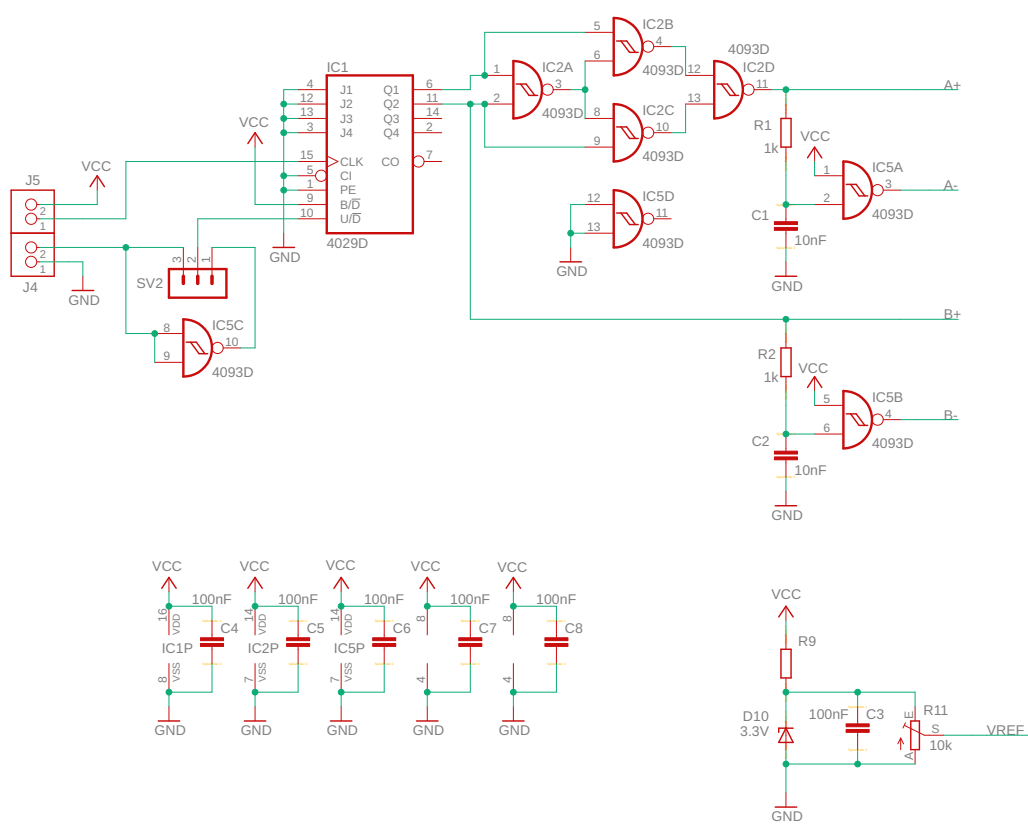 IC1
4 J1 Q1 6
12 J2 Q2 11
13 J3 Q3 14
3 J4 Q4 2
15 CLK CO 7
5 CI
1 PE
9 B/D
10 U/D
4029D
GND
VCC
VCC
J5
2
1
2
1
J4
GND
SV2
3 2 1
8
9
IC5C
10
4093D
1
2
IC2A
3
4093D
5
6
IC2B
4
4093D
8
9
IC2C
10
4093D
12
13
4093D
IC2D
11
A+
R1
1k
VCC
1
2
IC5A
3
4093D
A-
C1
10nF
GND
12
13
IC5D
11
4093D
GND
B+
R2
1k
VCC
5
6
IC5B
4
4093D
B-
C2
10nF
GND
VCC VCC VCC VCC VCC
100nF 100nF 100nF 100nF 100nF
16 VDD 14 VDD 14 VDD 8 8
C4 C5 C6 C7 C8
IC1P IC2P IC5P
8 VSS 7 VSS 7 VSS 4 4
GND GND GND GND GND
VCC
R9
D10
3.3V
100nF C3
R11
E
S
A
10k
VREF
GND